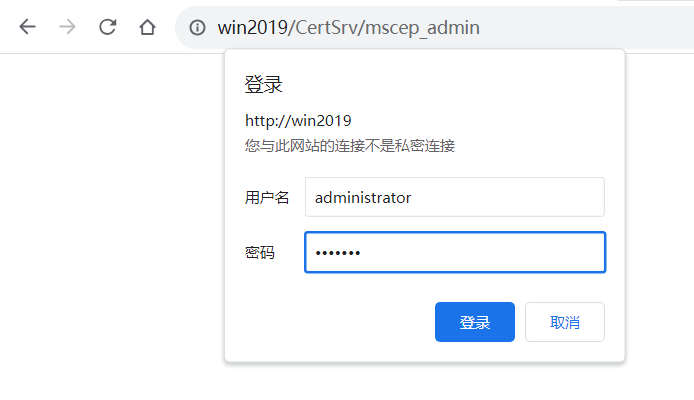 win2019/CertSrv/mscep_admin
登录
http://win2019
您与此网站的连接不是私密连接
用户名 administrator
密码 •••••••
登录 取消